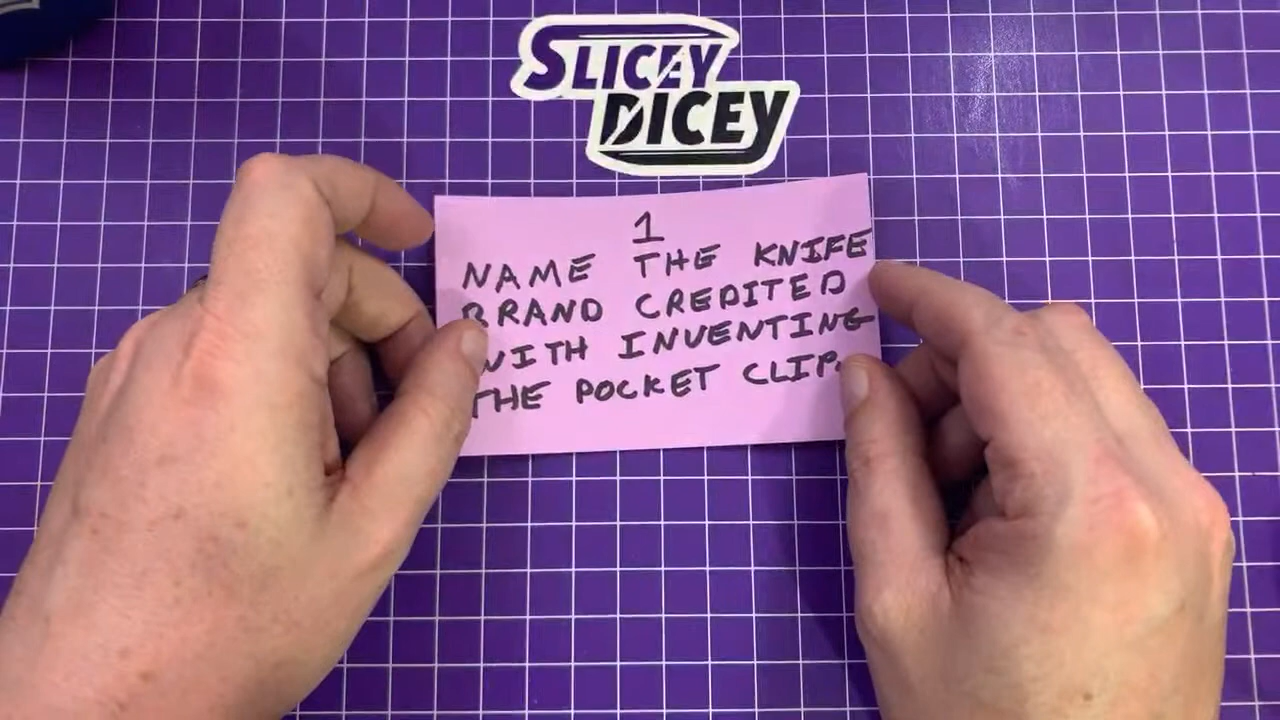 SLICEY
DICEY
1
NAME THE KNIFE
BRAND CREDITED
WITH INVENTING
THE POCKET CLIP.